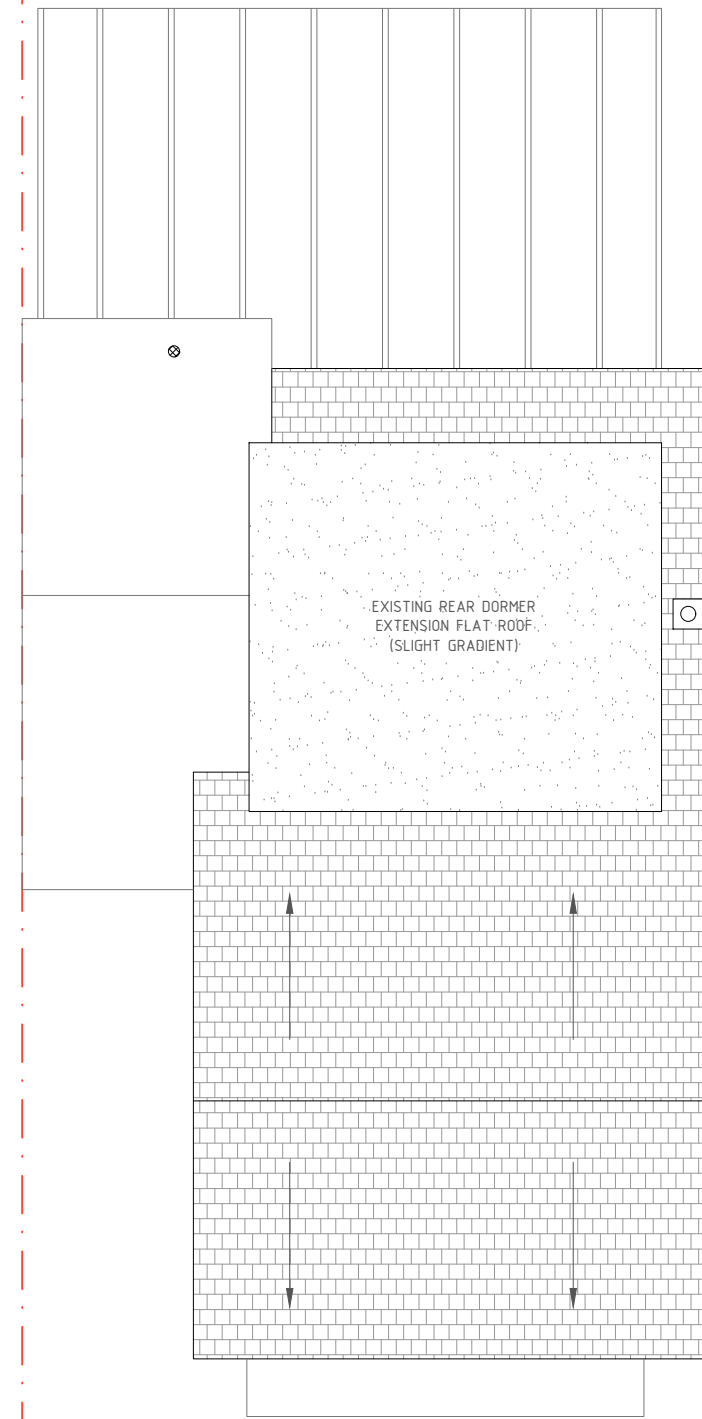 EXISTING REAR DORMER
EXTENSION FLAT ROOF
(SLIGHT GRADIENT)